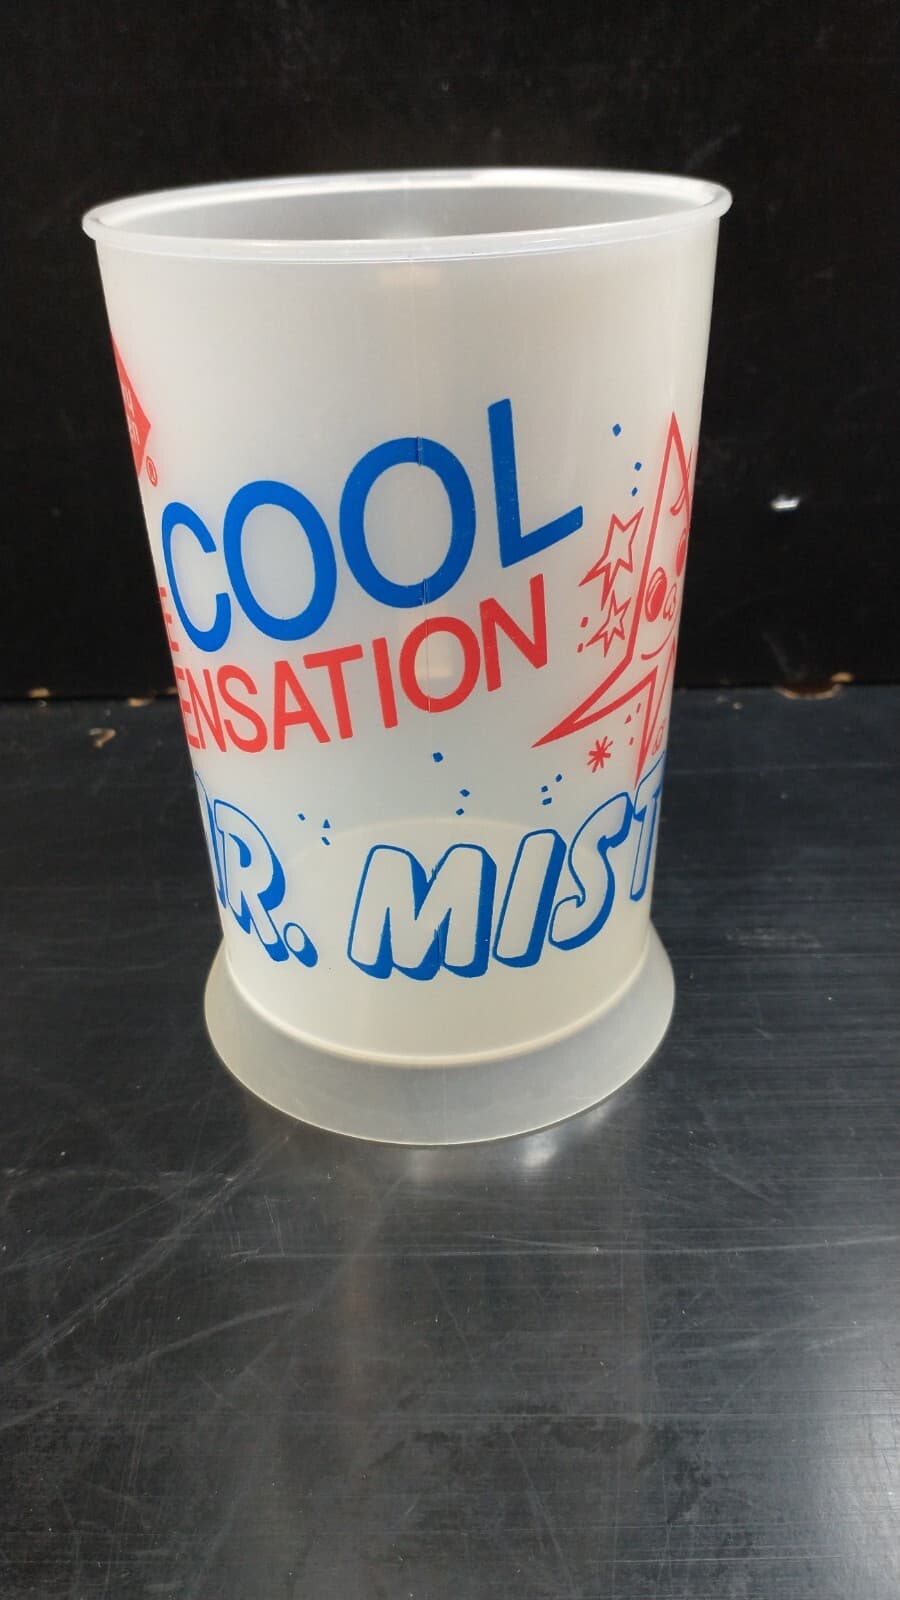 ®
COOL
ENSATION
R. MIST